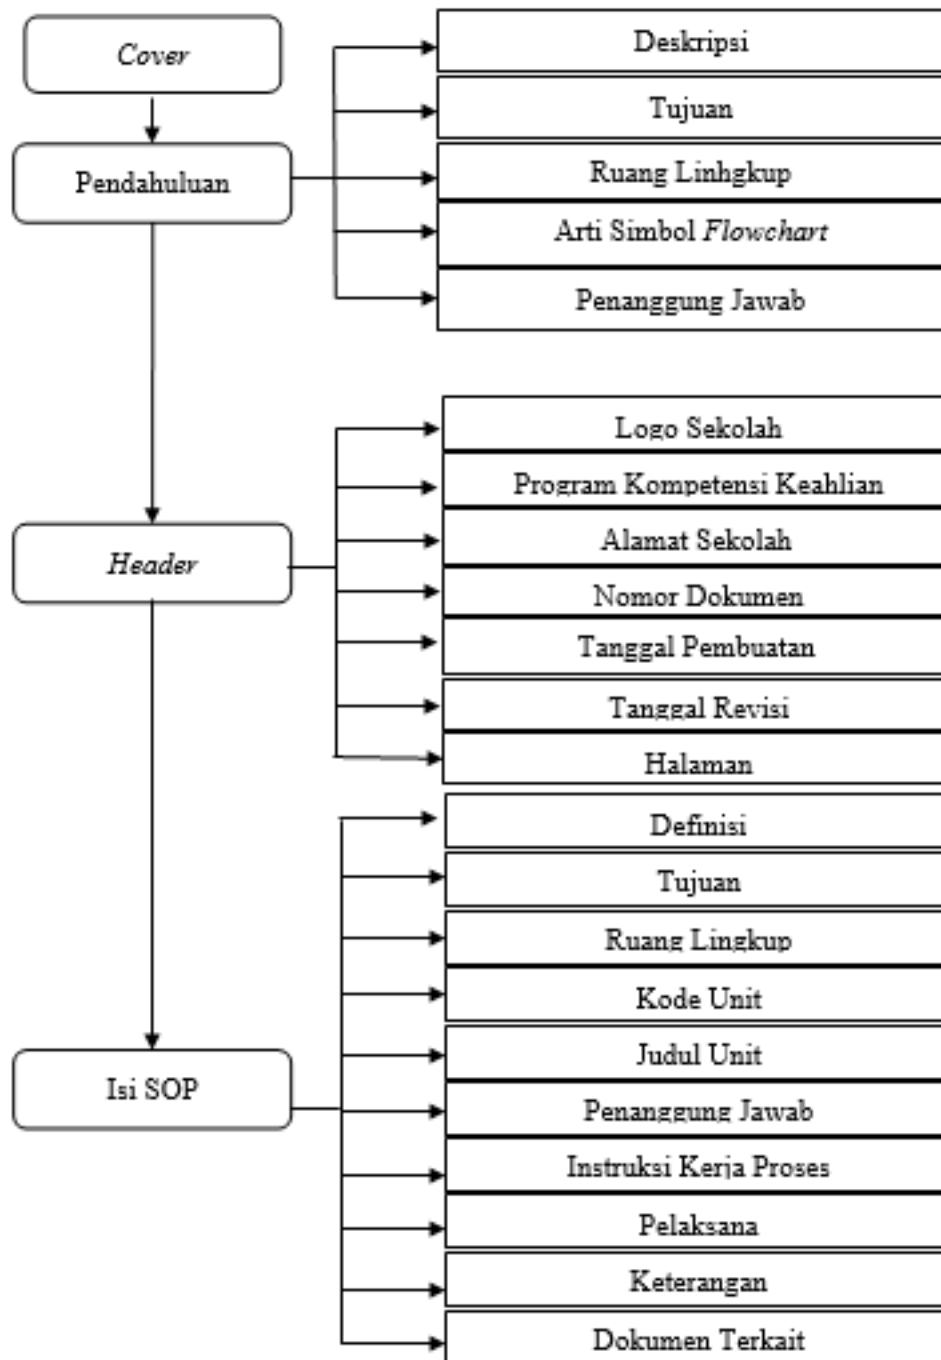 Cover
Pendahuluan
Deskripsi
Tujuan
Ruang Linhgkup
Arti Simbol Flowchart
Penanggung Jawab
Header
Logo Sekolah
Program Kompetensi Keahlian
Alamat Sekolah
Nomor Dokumen
Tanggal Pembuatan
Tanggal Revisi
Halaman
Isi SOP
Definisi
Tujuan
Ruang Lingkup
Kode Unit
Judul Unit
Penanggung Jawab
Instruksi Kerja Proses
Pelaksana
Keterangan
Dokumen Terkait